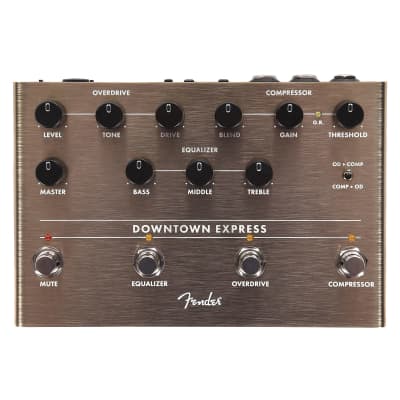 OVERDRIVE COMPRESSOR
LEVEL TONE DRIVE BLEND GAIN G.R. THRESHOLD
EQUALIZER
OD + COMP
MASTER BASS MIDDLE TREBLE
COMP + OD
DOWNTOWN EXPRESS
MUTE EQUALIZER OVERDRIVE COMPRESSOR
Fender